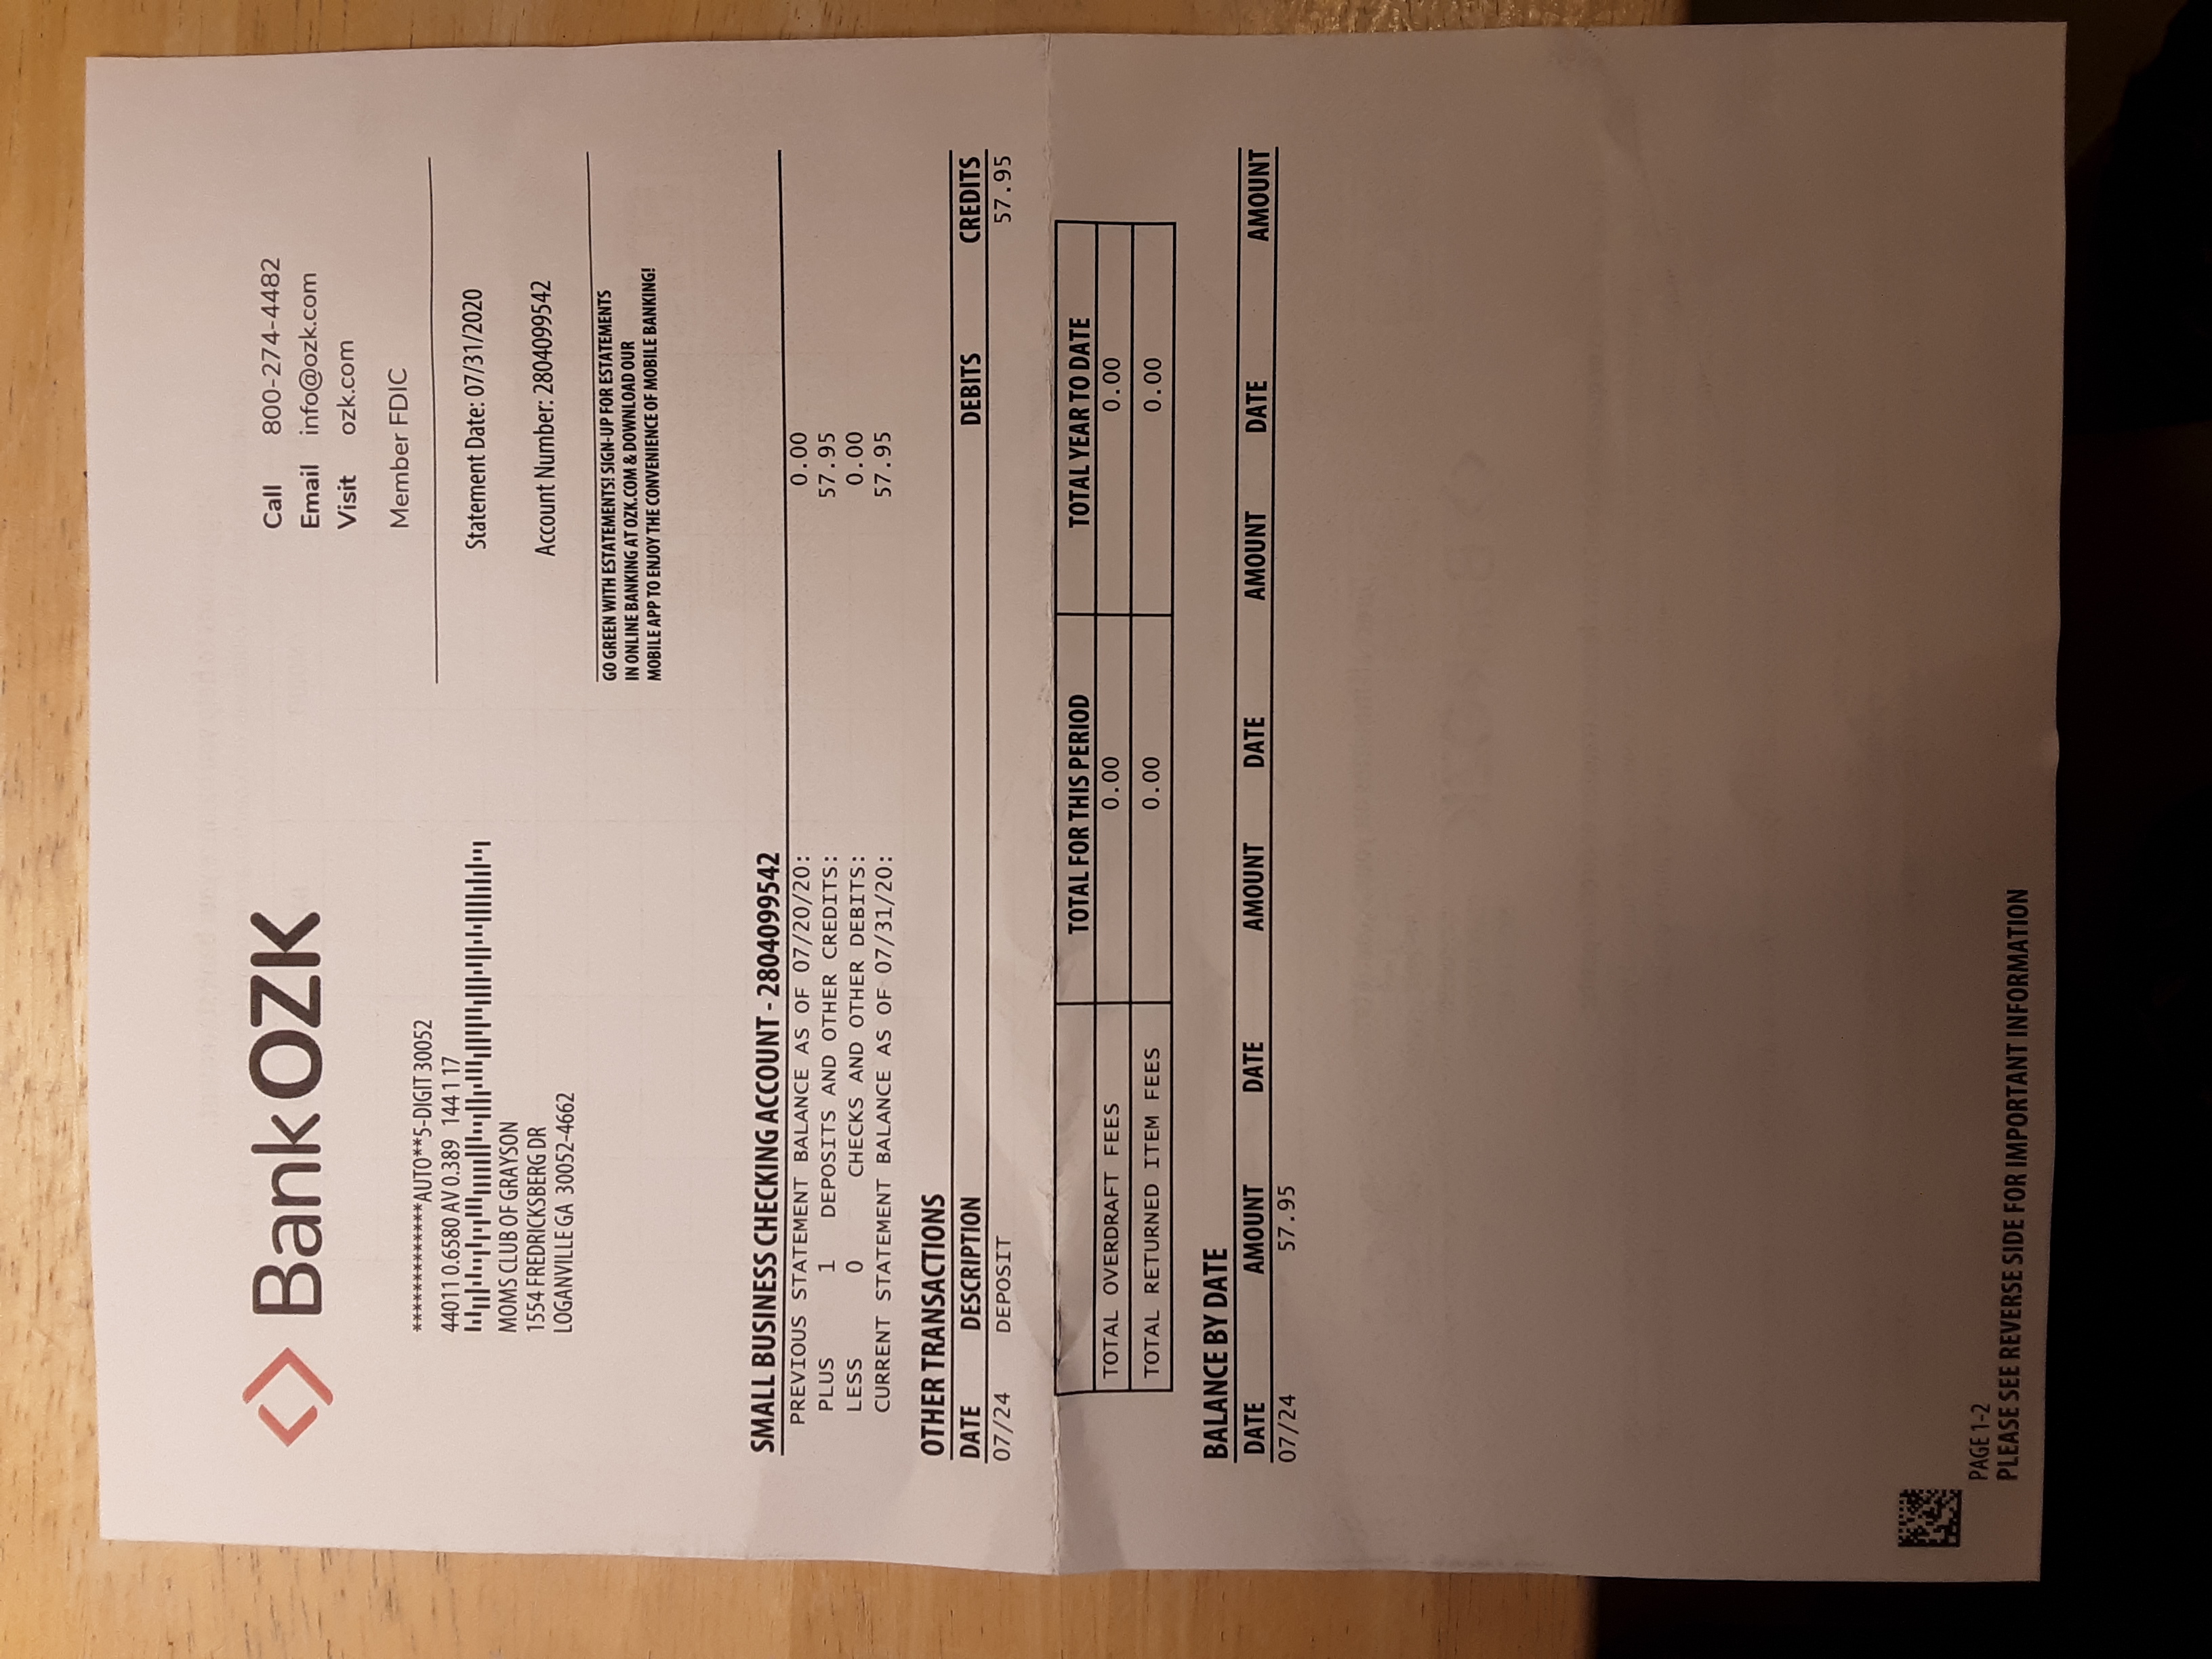 Bank OZK
Call 800-274-4482
Email info@ozk.com
Visit ozk.com
Member FDIC
*************AUTO**5-DIGIT 30052
44011 0.6580 AV 0.389 144 1 17
MOMS CLUB OF GRAYSON
1554 FREDRICKSBERG DR
LOGANVILLE GA 30052-4662
Statement Date: 07/31/2020
Account Number: 2804099542
GO GREEN WITH ESTATEMENTS! SIGN-UP FOR ESTATEMENTS
IN ONLINE BANKING AT OZK.COM & DOWNLOAD OUR
MOBILE APP TO ENJOY THE CONVENIENCE OF MOBILE BANKING!
SMALL BUSINESS CHECKING ACCOUNT - 2804099542
PREVIOUS STATEMENT BALANCE AS OF 07/20/20: 0.00
PLUS 1 DEPOSITS AND OTHER CREDITS: 57.95
LESS 0 CHECKS AND OTHER DEBITS: 0.00
CURRENT STATEMENT BALANCE AS OF 07/31/20: 57.95
OTHER TRANSACTIONS
DATE DESCRIPTION DEBITS CREDITS
07/24 DEPOSIT 57.95
TOTAL FOR THIS PERIOD TOTAL YEAR TO DATE
TOTAL OVERDRAFT FEES 0.00 0.00
TOTAL RETURNED ITEM FEES 0.00 0.00
BALANCE BY DATE
DATE AMOUNT DATE AMOUNT DATE AMOUNT DATE AMOUNT
07/24 57.95
PAGE 1-2
PLEASE SEE REVERSE SIDE FOR IMPORTANT INFORMATION